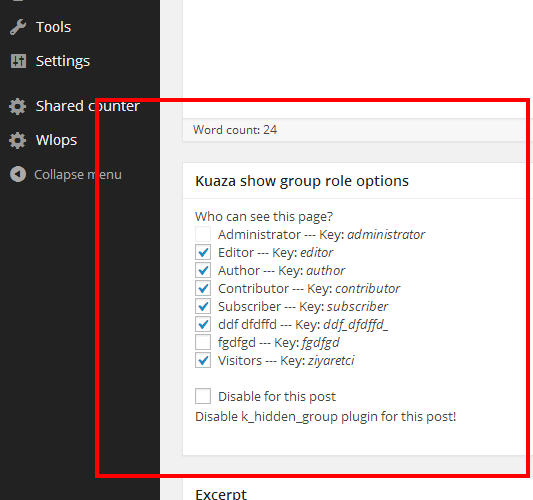 Tools
Settings
Shared counter
Wlops
Collapse menu
Word count: 24
Kuaza show group role options
Who can see this page?
Administrator --- Key: administrator
Editor --- Key: editor
Author --- Key: author
Contributor --- Key: contributor
Subscriber --- Key: subscriber
ddf dfdffd --- Key: ddf_dfdffd_
fgdfgd --- Key: fgdfgd
Visitors --- Key: ziyaretci
Disable for this post
Disable k_hidden_group plugin for this post!
Excerpt